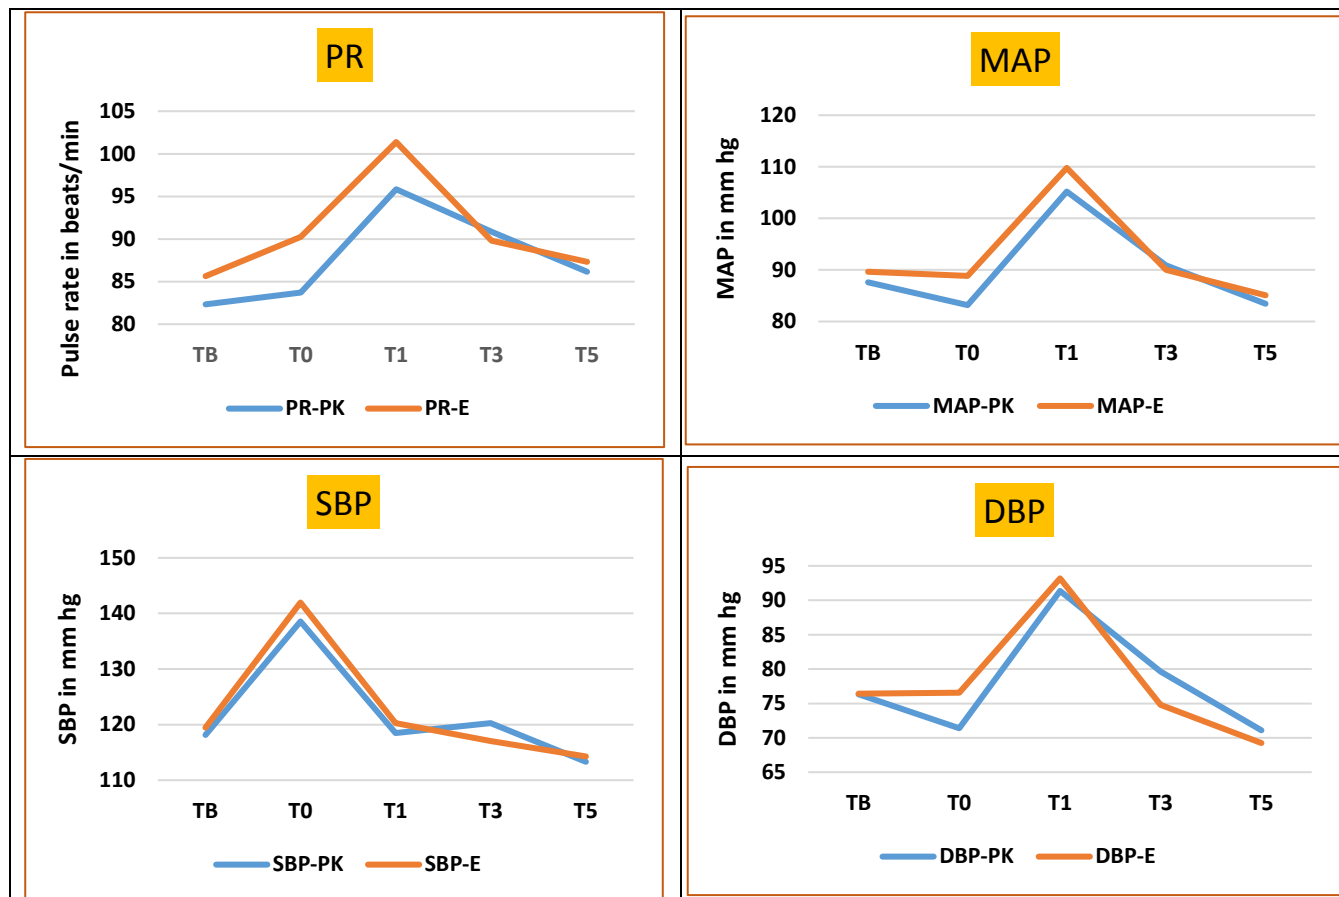 PR
Pulse rate in beats/min
105
100
95
90
85
80
TB T0 T1 T3 T5
PR-PK PR-E
MAP
MAP in mm hg
120
110
100
90
80
TB T0 T1 T3 T5
MAP-PK MAP-E
SBP
SBP in mm hg
150
140
130
120
110
TB T0 T1 T3 T5
SBP-PK SBP-E
DBP
DBP in mm hg
95
90
85
80
75
70
65
TB T0 T1 T3 T5
DBP-PK DBP-E